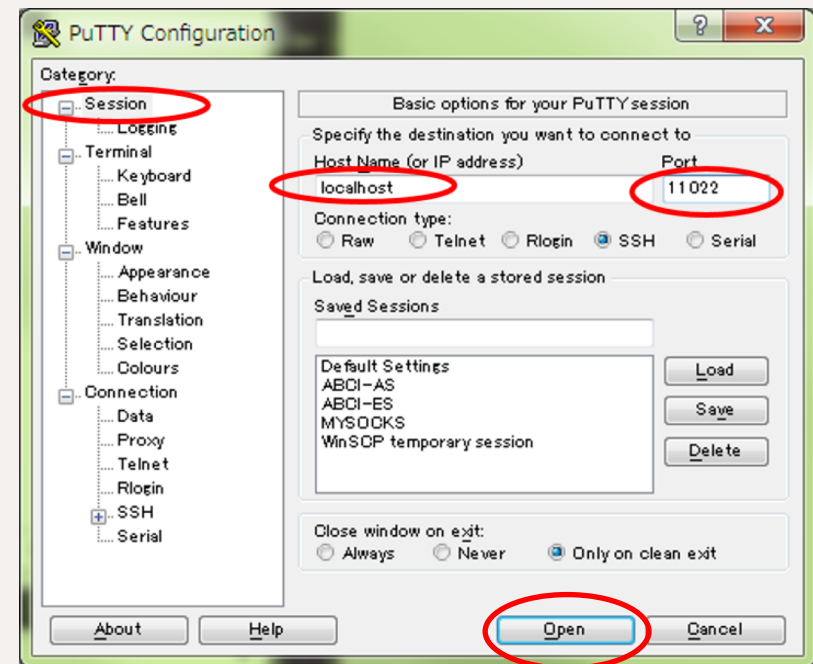 PuTTY Configuration
Category:
Session
Logging
Terminal
Keyboard
Bell
Features
Window
Appearance
Behaviour
Translation
Selection
Colours
Connection
Data
Proxy
Telnet
Rlogin
SSH
Serial
Basic options for your PuTTY session
Specify the destination you want to connect to
Host Name (or IP address) Port
localhost 11022
Connection type:
Raw Telnet Rlogin SSH Serial
Load, save or delete a stored session
Saved Sessions
Default Settings
ABCI-AS
ABCI-ES
MYSOCKS
WinSCP temporary session
Load
Save
Delete
Close window on exit:
Always Never Only on clean exit
About Help Open Cancel